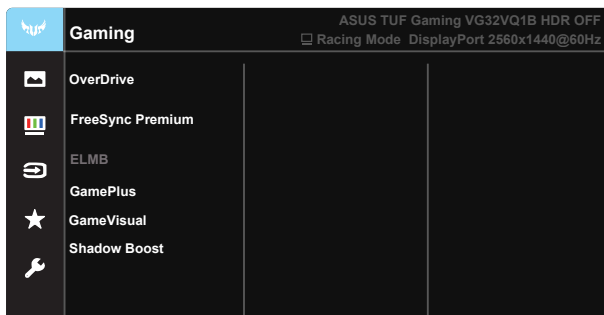 TUF
Gaming
ASUS TUF Gaming VG32VQ1B HDR OFF
Racing Mode DisplayPort 2560x1440@60Hz
OverDrive
FreeSync Premium
ELMB
GamePlus
GameVisual
Shadow Boost